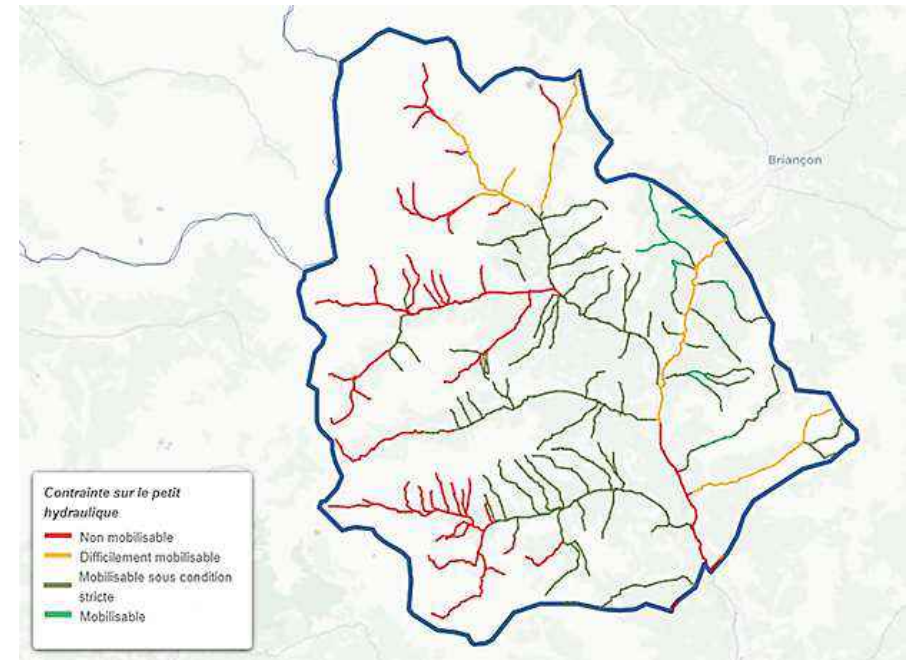 Briançon
Contrainte sur le petit
hydraulique
Non mobilisable
Difficilement mobilisable
Mobilisable sous condition
stricte
Mobilisable